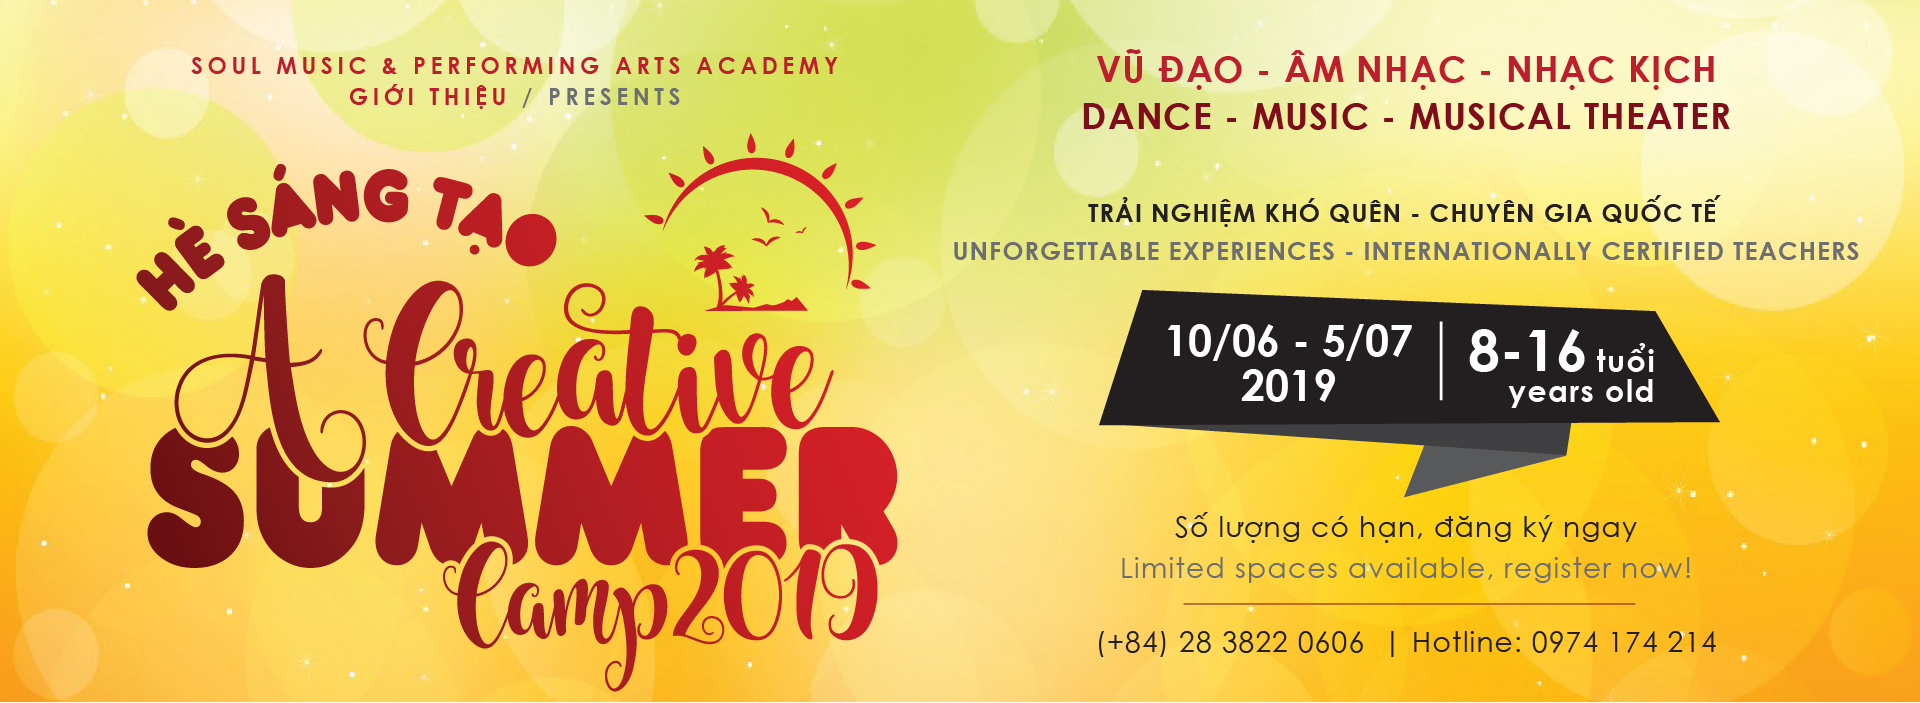 SOUL MUSIC & PERFORMING ARTS ACADEMY
GIỚI THIỆU / PRESENTS
HÈ SÁNG TẠO
A Creative
SUMMER
Camp 2019
VŨ ĐẠO - ÂM NHẠC - NHẠC KỊCH
DANCE - MUSIC - MUSICAL THEATER
TRẢI NGHIỆM KHÓ QUÊN - CHUYÊN GIA QUỐC TẾ
UNFORGETTABLE EXPERIENCES - INTERNATIONALLY CERTIFIED TEACHERS
10/06 - 5/07
2019
8-16 tuổi
years old
Số lượng có hạn, đăng ký ngay
Limited spaces available, register now!
(+84) 28 3822 0606 | Hotline: 0974 174 214